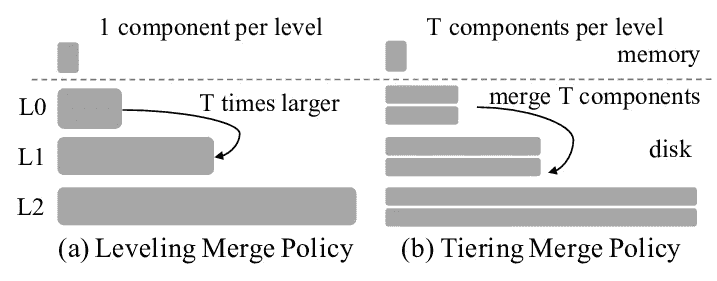 1 component per level
T components per level
memory
L0
T times larger
merge T components
L1
disk
L2
(a) Leveling Merge Policy
(b) Tiering Merge Policy